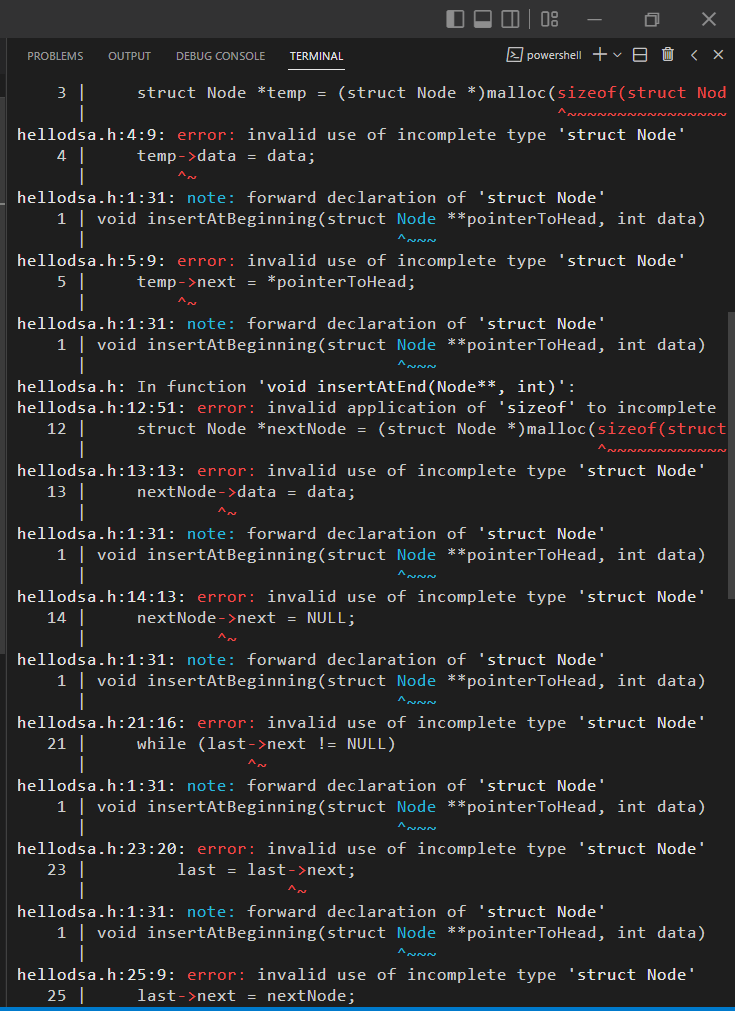 PROBLEMS OUTPUT DEBUG CONSOLE TERMINAL powershell
3 | struct Node *temp = (struct Node *)malloc(sizeof(struct Nod
| ^~~~~~~~~~~~~~~~~
hellodsa.h:4:9: error: invalid use of incomplete type 'struct Node'
4 | temp->data = data;
| ^~
hellodsa.h:1:31: note: forward declaration of 'struct Node'
1 | void insertAtBeginning(struct Node **pointerToHead, int data)
| ^~~~
hellodsa.h:5:9: error: invalid use of incomplete type 'struct Node'
5 | temp->next = *pointerToHead;
| ^~
hellodsa.h:1:31: note: forward declaration of 'struct Node'
1 | void insertAtBeginning(struct Node **pointerToHead, int data)
| ^~~~
hellodsa.h: In function 'void insertAtEnd(Node**, int)':
hellodsa.h:12:51: error: invalid application of 'sizeof' to incomplete
12 | struct Node *nextNode = (struct Node *)malloc(sizeof(struct
| ^~~~~~~~~~~~~
hellodsa.h:13:13: error: invalid use of incomplete type 'struct Node'
13 | nextNode->data = data;
| ^~
hellodsa.h:1:31: note: forward declaration of 'struct Node'
1 | void insertAtBeginning(struct Node **pointerToHead, int data)
| ^~~~
hellodsa.h:14:13: error: invalid use of incomplete type 'struct Node'
14 | nextNode->next = NULL;
| ^~
hellodsa.h:1:31: note: forward declaration of 'struct Node'
1 | void insertAtBeginning(struct Node **pointerToHead, int data)
| ^~~~
hellodsa.h:21:16: error: invalid use of incomplete type 'struct Node'
21 | while (last->next != NULL)
| ^~
hellodsa.h:1:31: note: forward declaration of 'struct Node'
1 | void insertAtBeginning(struct Node **pointerToHead, int data)
| ^~~~
hellodsa.h:23:20: error: invalid use of incomplete type 'struct Node'
23 | last = last->next;
| ^~
hellodsa.h:1:31: note: forward declaration of 'struct Node'
1 | void insertAtBeginning(struct Node **pointerToHead, int data)
| ^~~~
hellodsa.h:25:9: error: invalid use of incomplete type 'struct Node'
25 | last->next = nextNode;